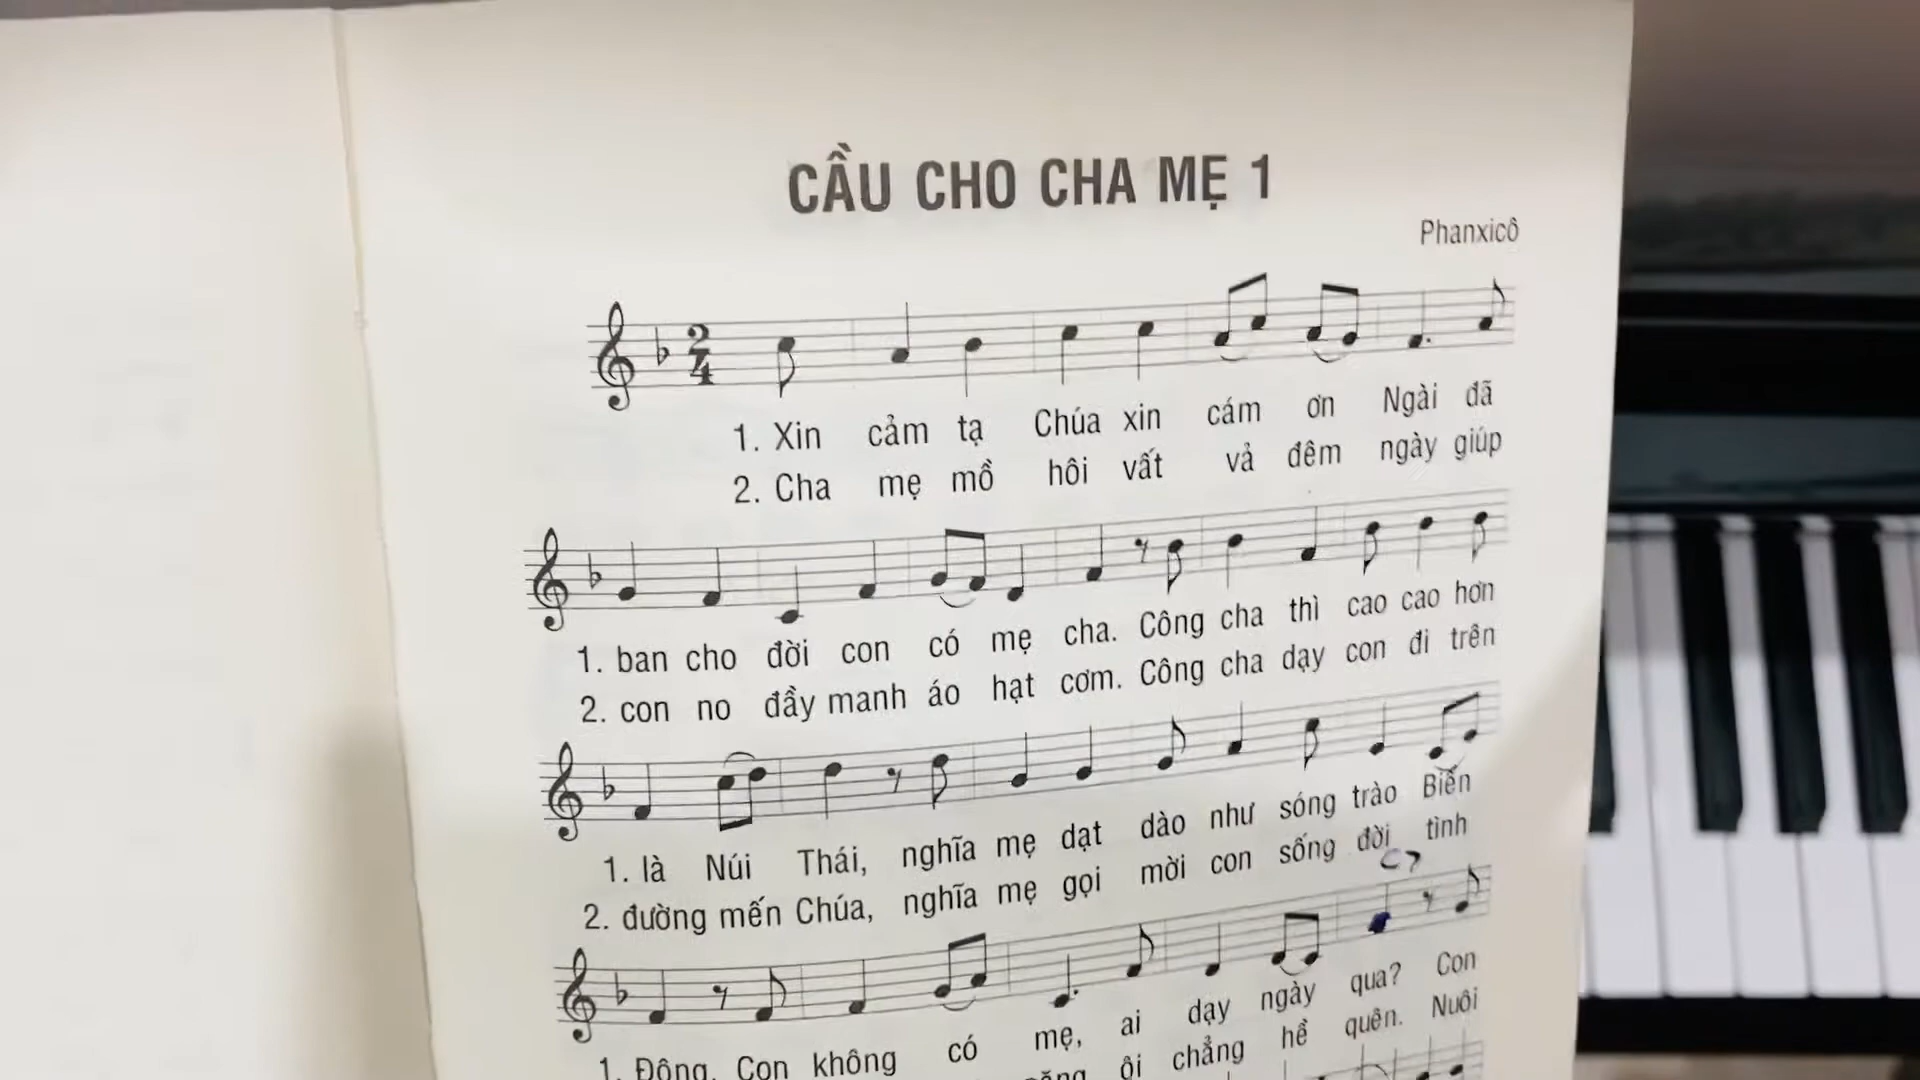 CẦU CHO CHA MẸ 1
Phanxicô
2
4
1. Xin cảm tạ Chúa xin cám ơn Ngài đã
2. Cha mẹ mồ hôi vất vả đêm ngày giúp
1. ban cho đời con có mẹ cha. Công cha thì cao cao hơn
2. con no đầy manh áo hạt cơm. Công cha dạy con đi trên
1. là Núi Thái, nghĩa mẹ dạt dào như sóng trào Biển
2. đường mến Chúa, nghĩa mẹ gọi mời con sống đời tình
C7
1. Đông. Con không có mẹ, ai dạy ngày qua? Con
ôi chẳng hề quên. Nuôi